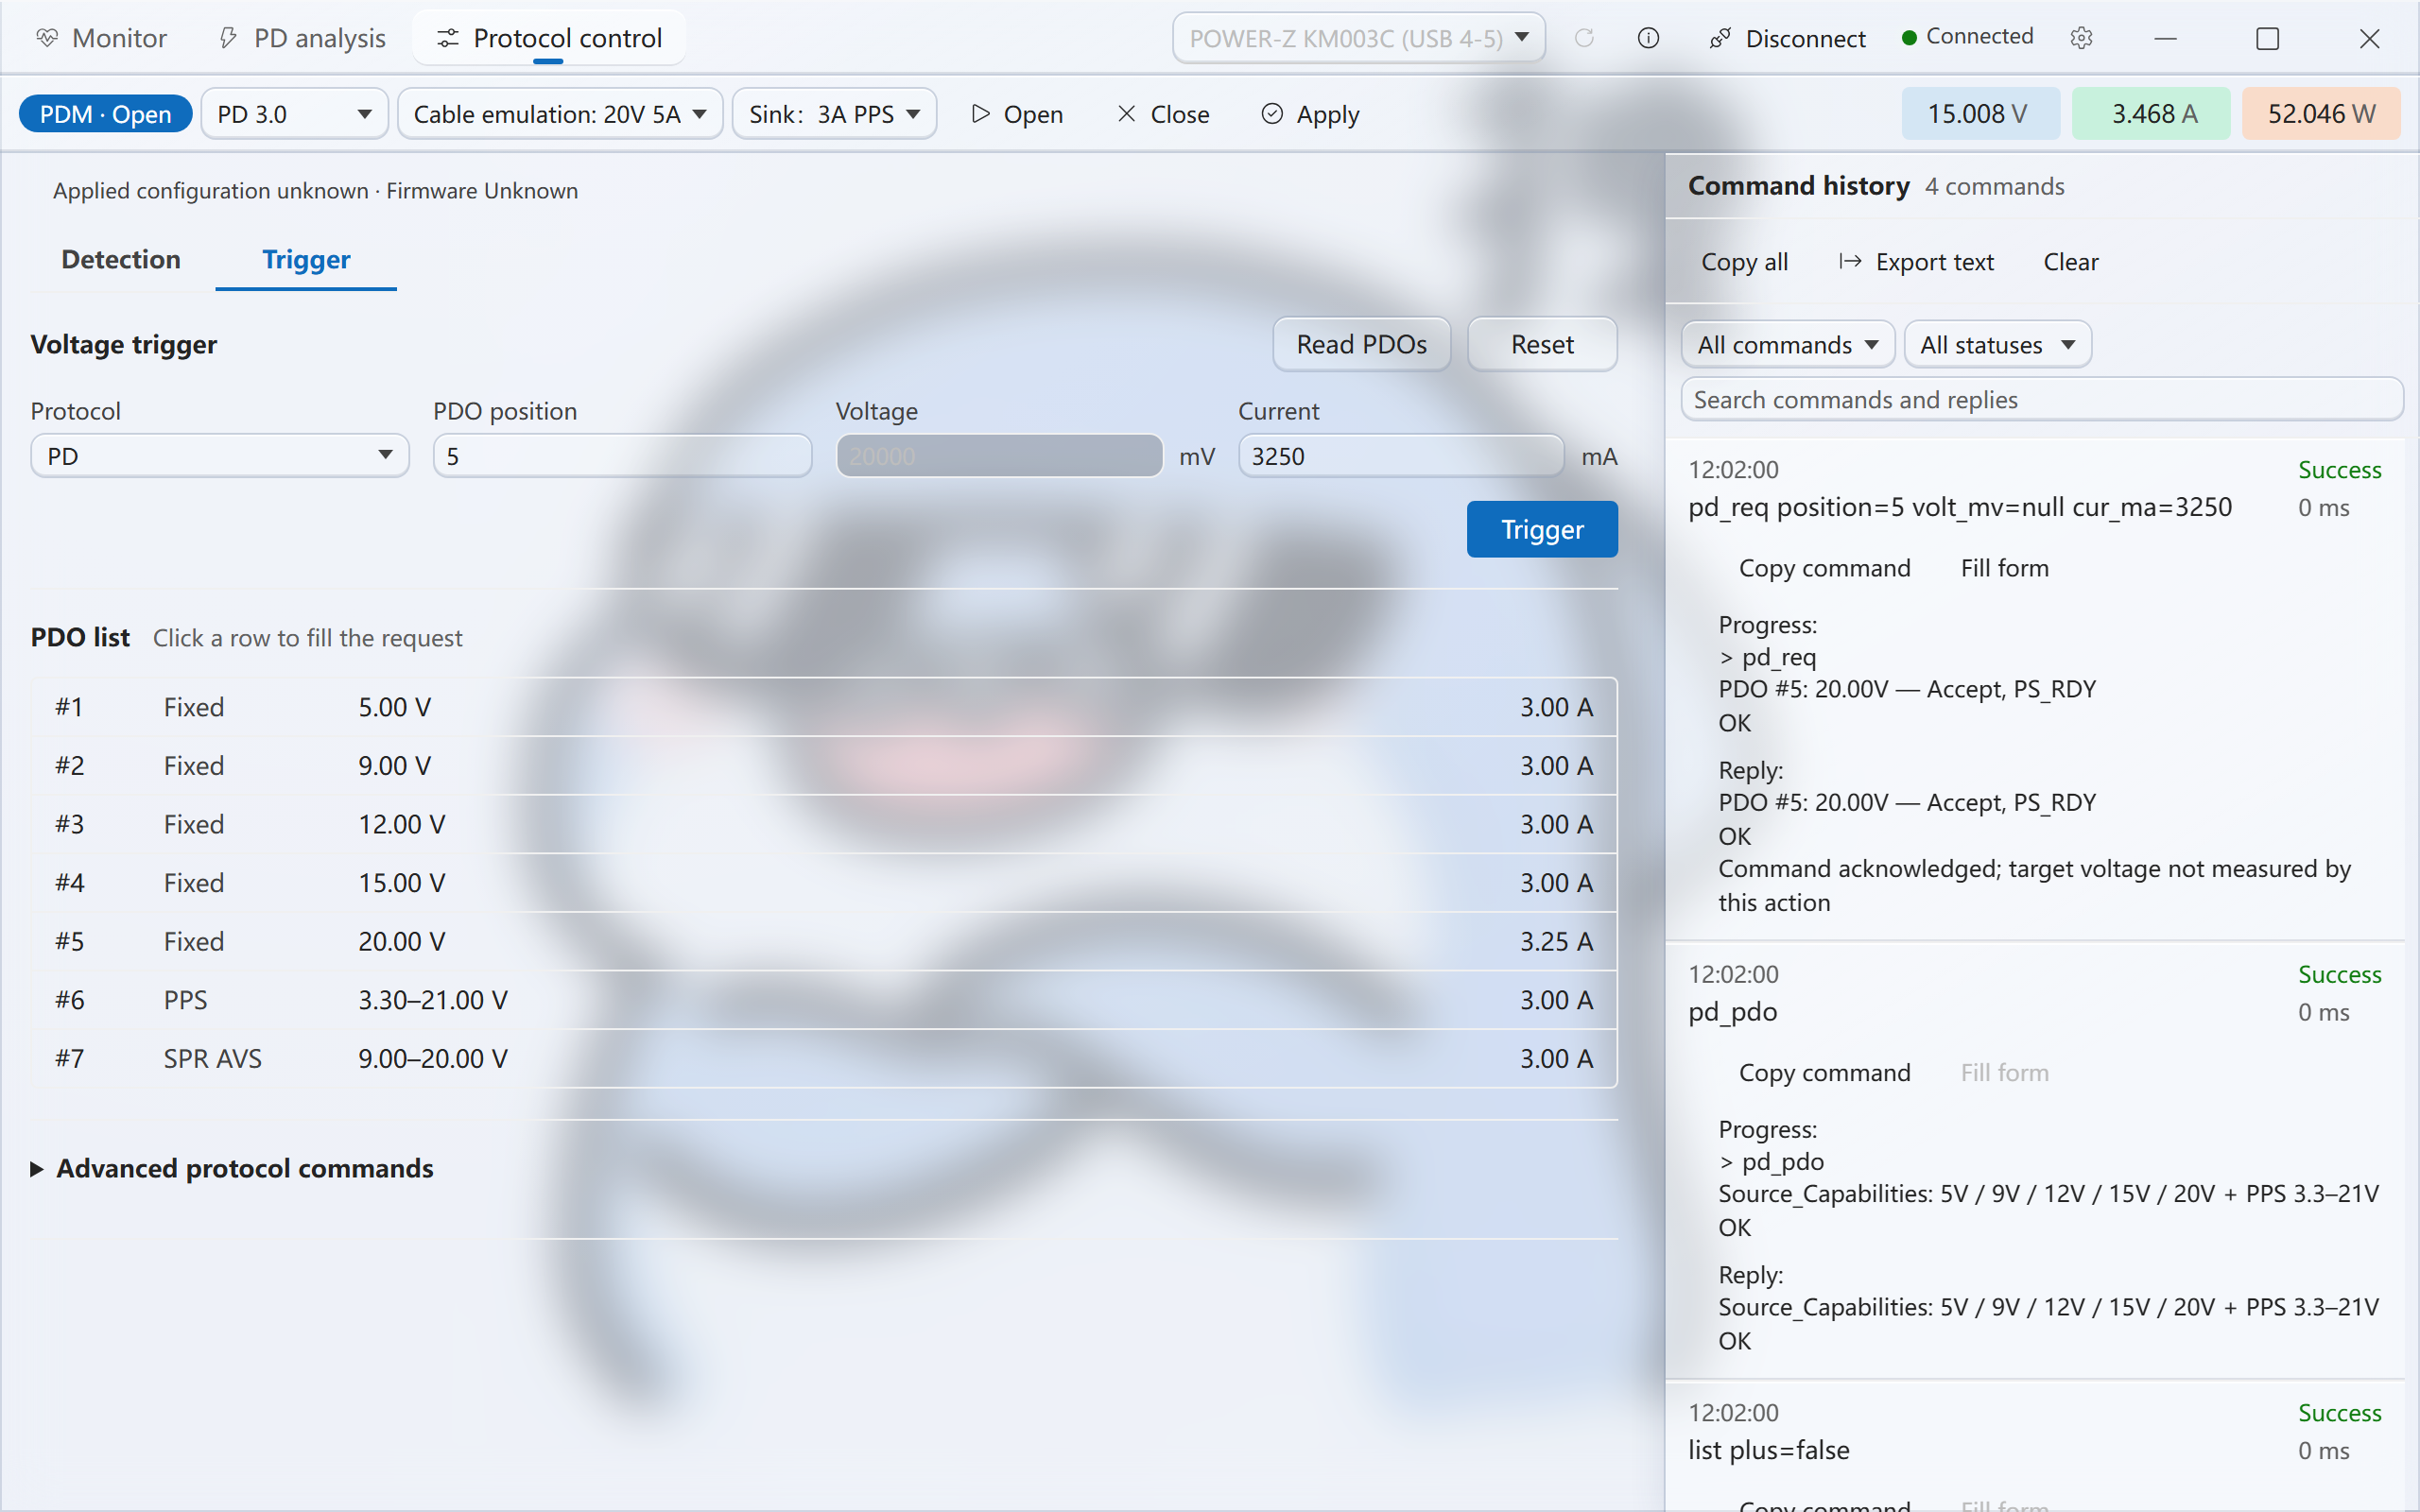 Monitor
PD analysis
Protocol control
POWER-Z KM003C (USB 4-5)
Disconnect
Connected
PDM · Open
PD 3.0
Cable emulation: 20V 5A
Sink: 3A PPS
Open
Close
Apply
15.008 V
3.468 A
52.046 W
Applied configuration unknown · Firmware Unknown
Detection
Trigger
Voltage trigger
Read PDOs
Reset
Protocol
PDO position
Voltage
Current
PD
5
20000
mV
3250
mA
Trigger
PDO list
Click a row to fill the request
#1 Fixed 5.00 V 3.00 A
#2 Fixed 9.00 V 3.00 A
#3 Fixed 12.00 V 3.00 A
#4 Fixed 15.00 V 3.00 A
#5 Fixed 20.00 V 3.25 A
#6 PPS 3.30–21.00 V 3.00 A
#7 SPR AVS 9.00–20.00 V 3.00 A
Advanced protocol commands
Command history 4 commands
Copy all
Export text
Clear
All commands
All statuses
Search commands and replies
12:02:00
Success
pd_req position=5 volt_mv=null cur_ma=3250
0 ms
Copy command
Fill form
Progress:
> pd_req
PDO #5: 20.00V — Accept, PS_RDY
OK
Reply:
PDO #5: 20.00V — Accept, PS_RDY
OK
Command acknowledged; target voltage not measured by
this action
12:02:00
Success
pd_pdo
0 ms
Copy command
Fill form
Progress:
> pd_pdo
Source_Capabilities: 5V / 9V / 12V / 15V / 20V + PPS 3.3–21V
OK
Reply:
Source_Capabilities: 5V / 9V / 12V / 15V / 20V + PPS 3.3–21V
OK
12:02:00
Success
list plus=false
0 ms
Copy command
Fill form